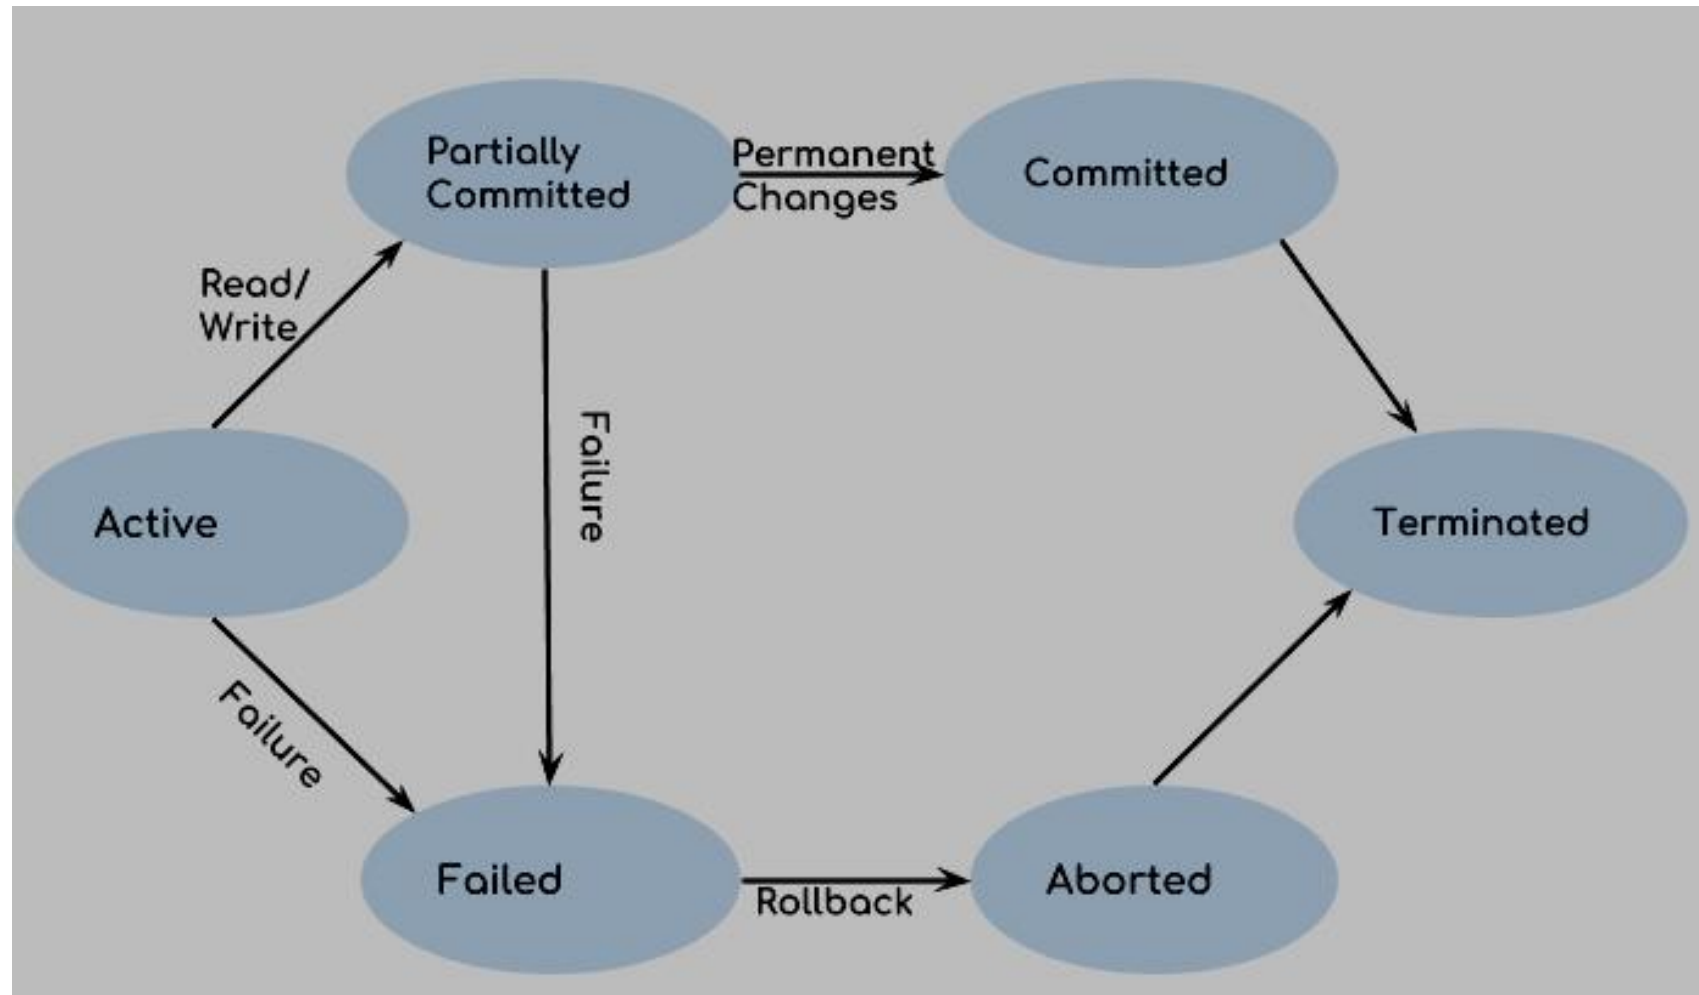 Partially
Committed
Permanent
Changes
Committed
Read/
Write
Failure
Active
Terminated
Failure
Failed
Rollback
Aborted